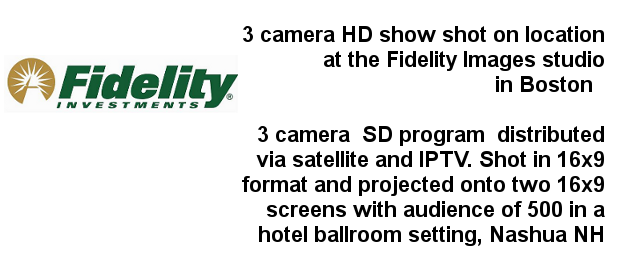 3 camera HD show shot on location
at the Fidelity Images studio
in Boston
Fidelity®
INVESTMENTS
3 camera SD program distributed
via satellite and IPTV. Shot in 16x9
format and projected onto two 16x9
screens with audience of 500 in a
hotel ballroom setting, Nashua NH